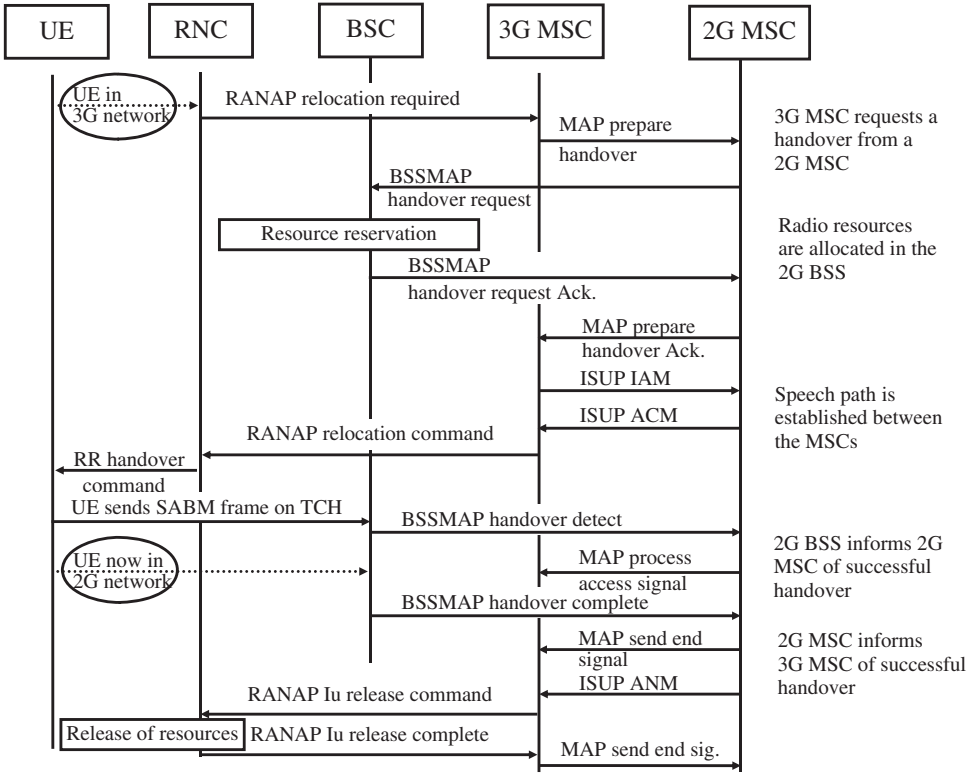 UE
RNC
BSC
3G MSC
2G MSC
UE in
3G network
RANAP relocation required
MAP prepare
handover
3G MSC requests a
handover from a
2G MSC
BSSMAP
handover request
Resource reservation
Radio resources
are allocated in the
2G BSS
BSSMAP
handover request Ack.
MAP prepare
handover Ack.
ISUP IAM
ISUP ACM
Speech path is
established between
the MSCs
RANAP relocation command
RR handover
command
UE sends SABM frame on TCH
BSSMAP handover detect
UE now in
2G network
MAP process
access signal
2G BSS informs 2G
MSC of successful
handover
BSSMAP handover complete
MAP send end
signal
ISUP ANM
2G MSC informs
3G MSC of successful
handover
RANAP Iu release command
Release of resources
RANAP Iu release complete
MAP send end sig.